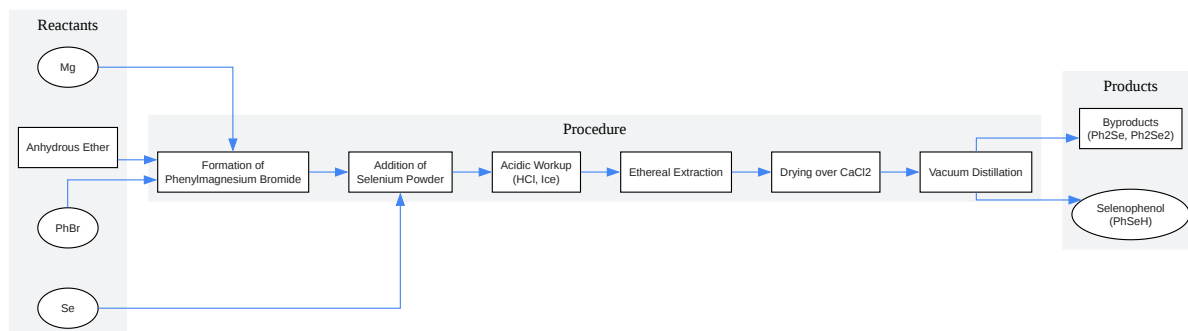 Reactants
Mg
Anhydrous Ether
PhBr
Se
Procedure
Formation of
Phenylmagnesium Bromide
Addition of
Selenium Powder
Acidic Workup
(HCl, Ice)
Ethereal Extraction
Drying over CaCl2
Vacuum Distillation
Products
Byproducts
(Ph2Se, Ph2Se2)
Selenophenol
(PhSeH)